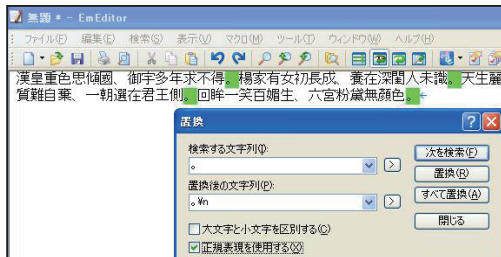 無題 * - EmEditor
ファイル(F) 編集(E) 検索(S) 表示(V) マクロ(M) ツール(T) ウィンドウ(W) ヘルプ(H)
漢皇重色思傾國、御宇多年求不得。楊家有女初長成、養在深閨人未識。天生麗
質難自棄、一朝選在君王側。回眸一笑百媚生、六宮粉黛無顔色。
置換
検索する文字列(I):
。
次を検索(F)
置換後の文字列(P):
。¥n
置換(R)
すべて置換(A)
大文字と小文字を区別する(C)
閉じる
正規表現を使用する(X)